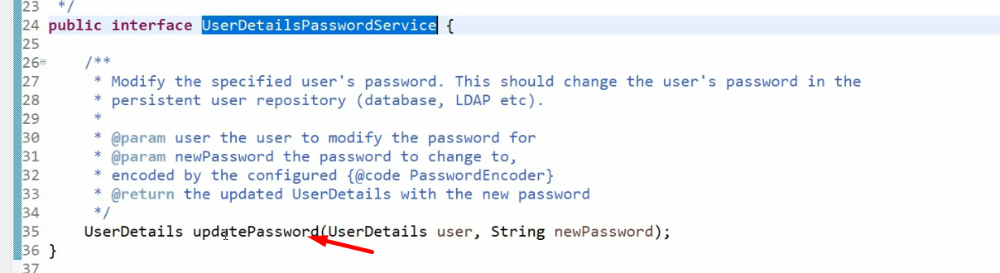 23 */
24 public interface UserDetailsPasswordService {
25
26 /**
27 * Modify the specified user's password. This should change the user's password in the
28 * persistent user repository (database, LDAP etc).
29 *
30 * @param user the user to modify the password for
31 * @param newPassword the password to change to,
32 * encoded by the configured {@code PasswordEncoder}
33 * @return the updated UserDetails with the new password
34 */
35 UserDetails updatePassword(UserDetails user, String newPassword);
36 }
37